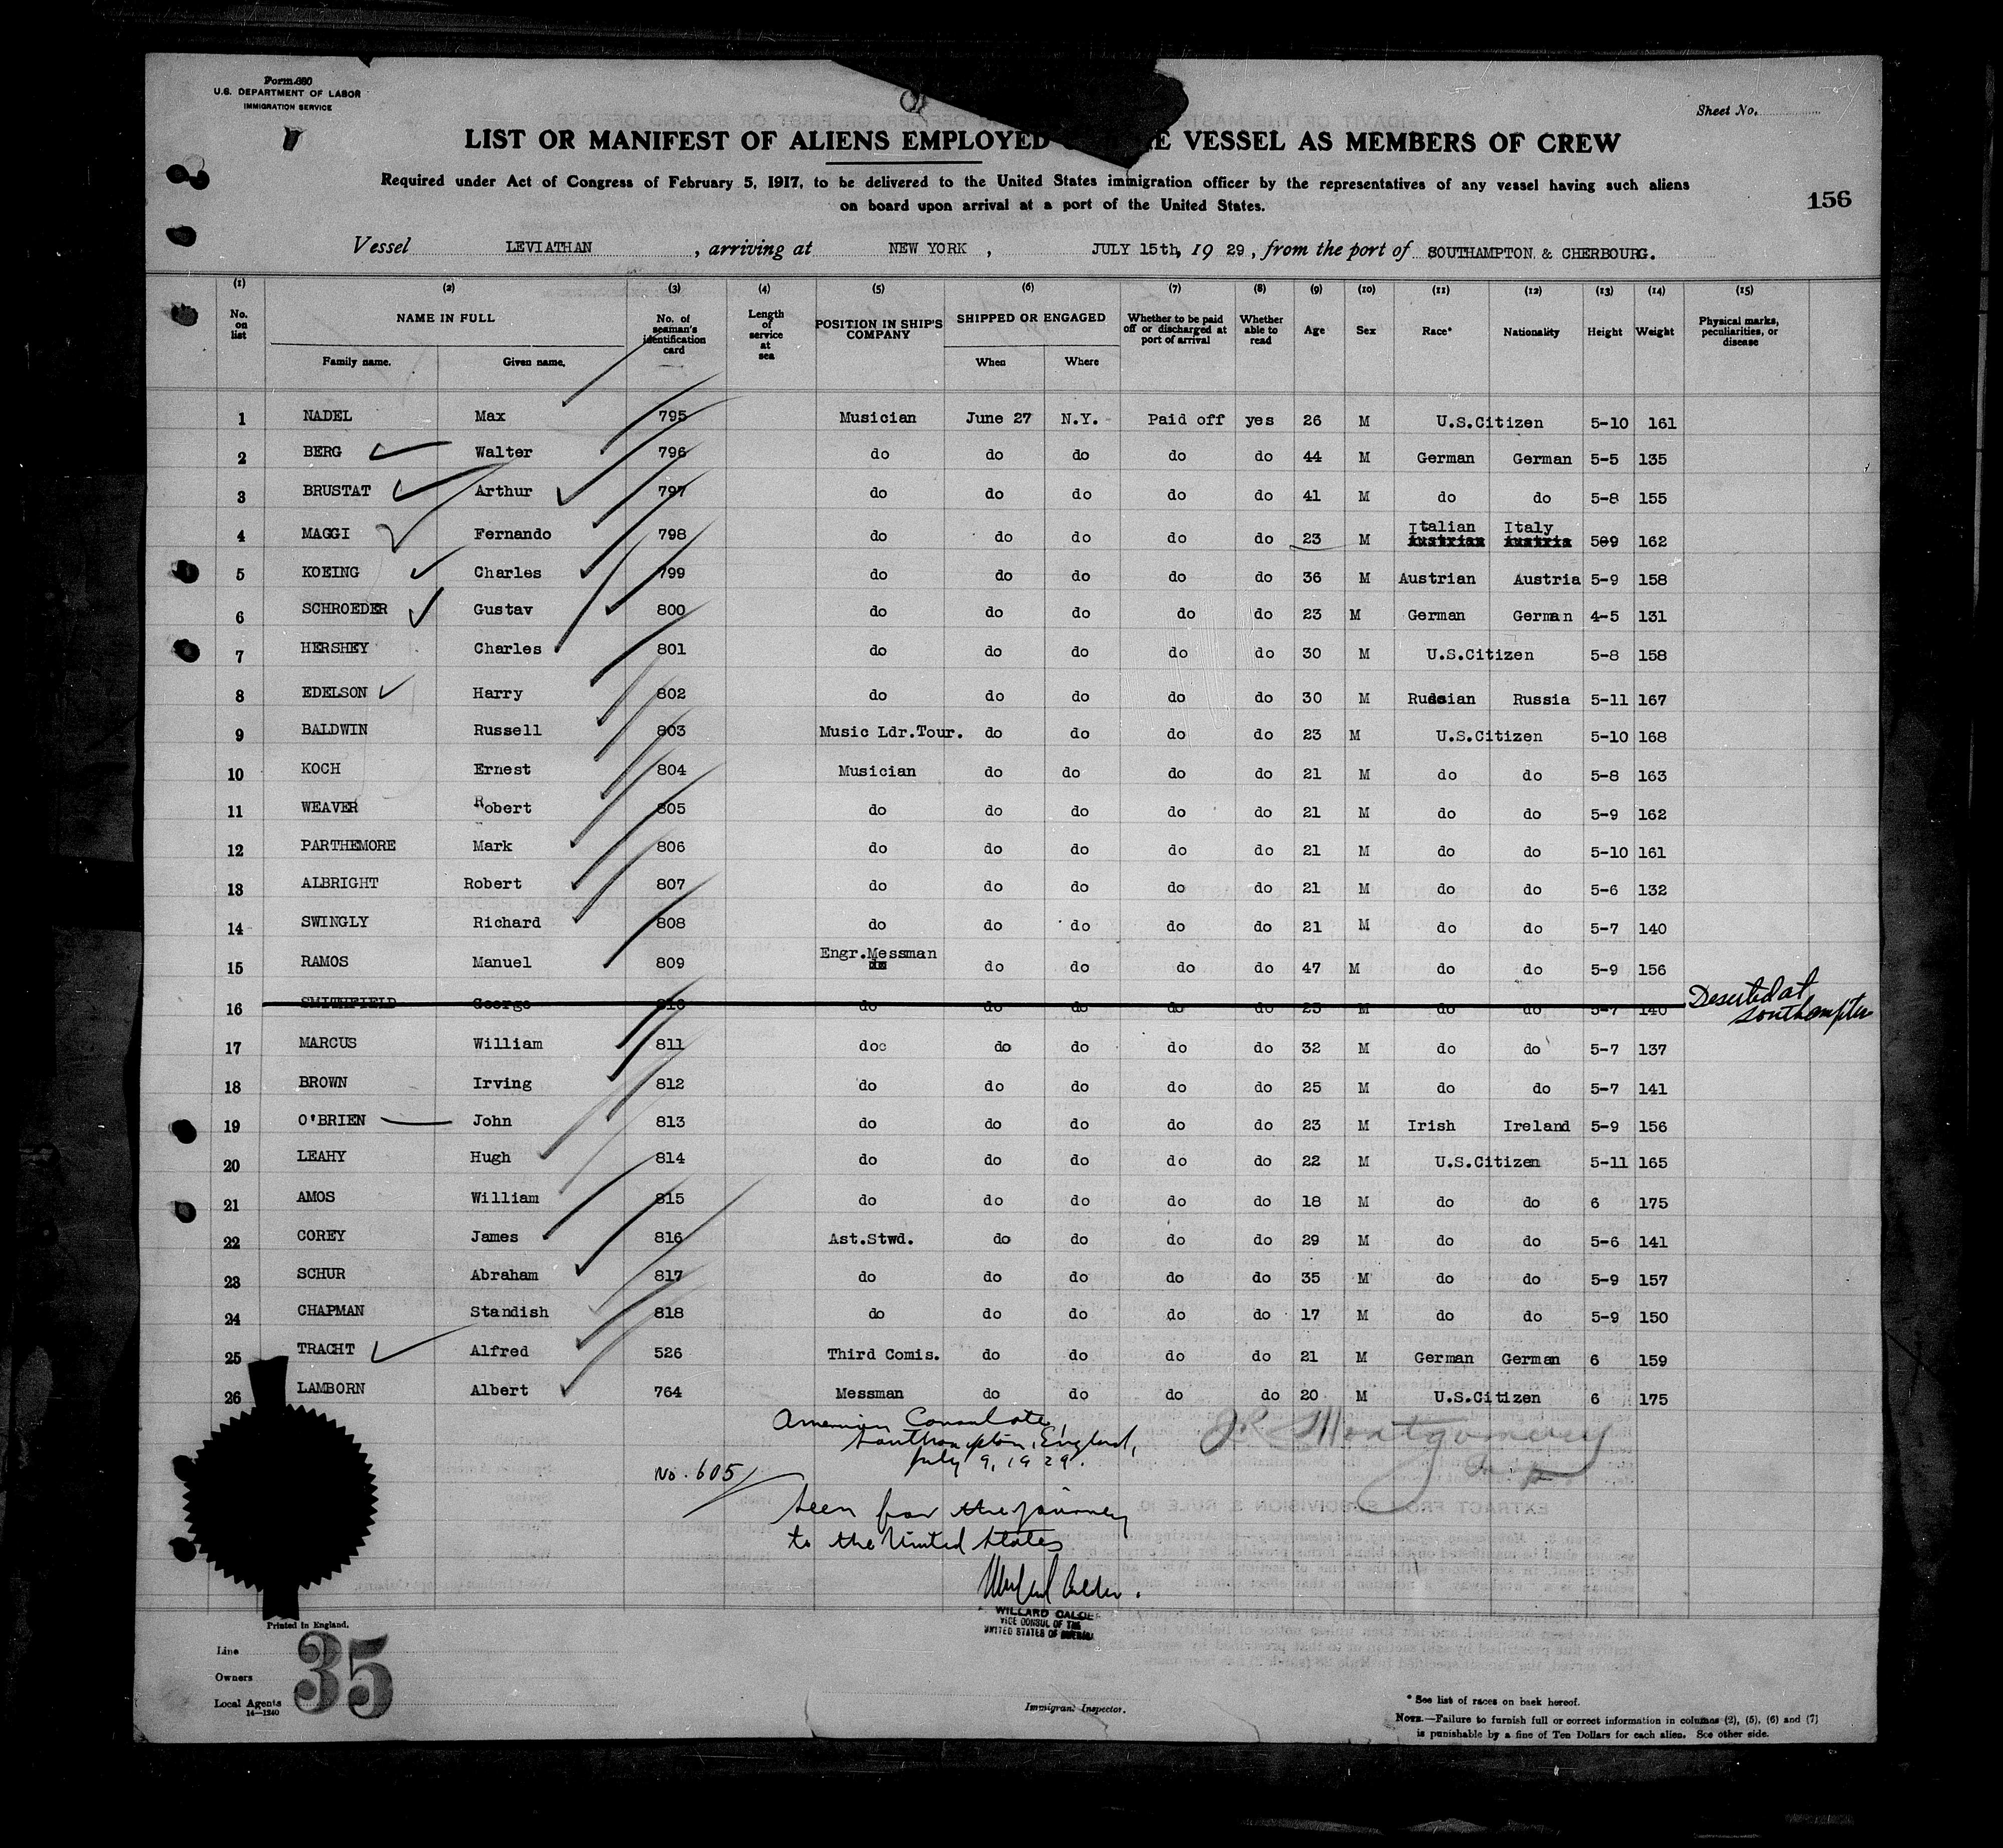 Form 680
U.S. DEPARTMENT OF LABOR
IMMIGRATION SERVICE
Sheet No.
LIST OR MANIFEST OF ALIENS EMPLOYED E VESSEL AS MEMBERS OF CREW
Required under Act of Congress of February 5, 1917, to be delivered to the United States immigration officer by the representatives of any vessel having such aliens
on board upon arrival at a port of the United States.
156
Vessel LEVIATHAN , arriving at NEW YORK , JULY 15th, 19 29, from the port of SOUTHAMPTON & CHERBOURG.
(1) (2) (3) (4) (5) (6) (7) (8) (9) (10) (11) (12) (13) (14) (15)
No. on list NAME IN FULL Family name. Given name. No. of seaman's identification card Length of service at sea POSITION IN SHIP'S COMPANY SHIPPED OR ENGAGED When Where Whether to be paid off or discharged at port of arrival Whether able to read Age Sex Race* Nationality Height Weight Physical marks, peculiarities, or disease
1 NADEL Max 795 Musician June 27 N.Y. Paid off yes 26 M U.S.Citizen 5-10 161
2 BERG Walter 796 do do do do do 44 M German German 5-5 135
3 BRUSTAT Arthur 797 do do do do do 41 M do do 5-8 155
4 MAGGI Fernando 798 do do do do do 23 M Italian Austrian Italy Austria 509 162
5 KOEING Charles 799 do do do do do 36 M Austrian Austria 5-9 158
6 SCHROEDER Gustav 800 do do do do do 23 M German German 4-5 131
7 HERSHEY Charles 801 do do do do do 30 M U.S.Citizen 5-8 158
8 EDELSON Harry 802 do do do do do 30 M Russian Russia 5-11 167
9 BALDWIN Russell 803 Music Ldr.Tour. do do do do 23 M U.S.Citizen 5-10 168
10 KOCH Ernest 804 Musician do do do do 21 M do do 5-8 163
11 WEAVER Robert 805 do do do do do 21 M do do 5-9 162
12 PARTHEMORE Mark 806 do do do do do 21 M do do 5-10 161
13 ALBRIGHT Robert 807 do do do do do 21 M do do 5-6 132
14 SWINGLY Richard 808 do do do do do 21 M do do 5-7 140
15 RAMOS Manuel 809 Engr.Messman do do do do 47 M do do 5-9 156
16 SMITHFIELD George 810 do do do do do 25 M do do 5-7 140 Deserted at Southampton
17 MARCUS William 811 doc do do do do 32 M do do 5-7 137
18 BROWN Irving 812 do do do do do 25 M do do 5-7 141
19 O'BRIEN John 813 do do do do do 23 M Irish Ireland 5-9 156
20 LEAHY Hugh 814 do do do do do 22 M U.S.Citizen 5-11 165
21 AMOS William 815 do do do do do 18 M do do 6 175
22 COREY James 816 Ast.Stwd. do do do do 29 M do do 5-6 141
23 SCHUR Abraham 817 do do do do do 35 M do do 5-9 157
24 CHAPMAN Standish 818 do do do do do 17 M do do 5-9 150
25 TRACHT Alfred 526 Third Comis. do do do do 21 M German German 6 159
26 LAMBORN Albert 764 Messman do do do do 20 M U.S.Citizen 6 175
American Consulate,
Southampton, England,
July 9, 1929.
J.R. Montgomery
No. 605
Seen for the journey
to the United States
Willard Calder.
WILLARD CALDER
VICE CONSUL OF THE
UNITED STATES OF AMERICA
Printed in England.
Line
Owners
Local Agents
14—1240
35
Immigrant Inspector.
* See list of races on back hereof.
NOTE.—Failure to furnish full or correct information in columns (2), (5), (6) and (7)
is punishable by a fine of Ten Dollars for each alien. See other side.